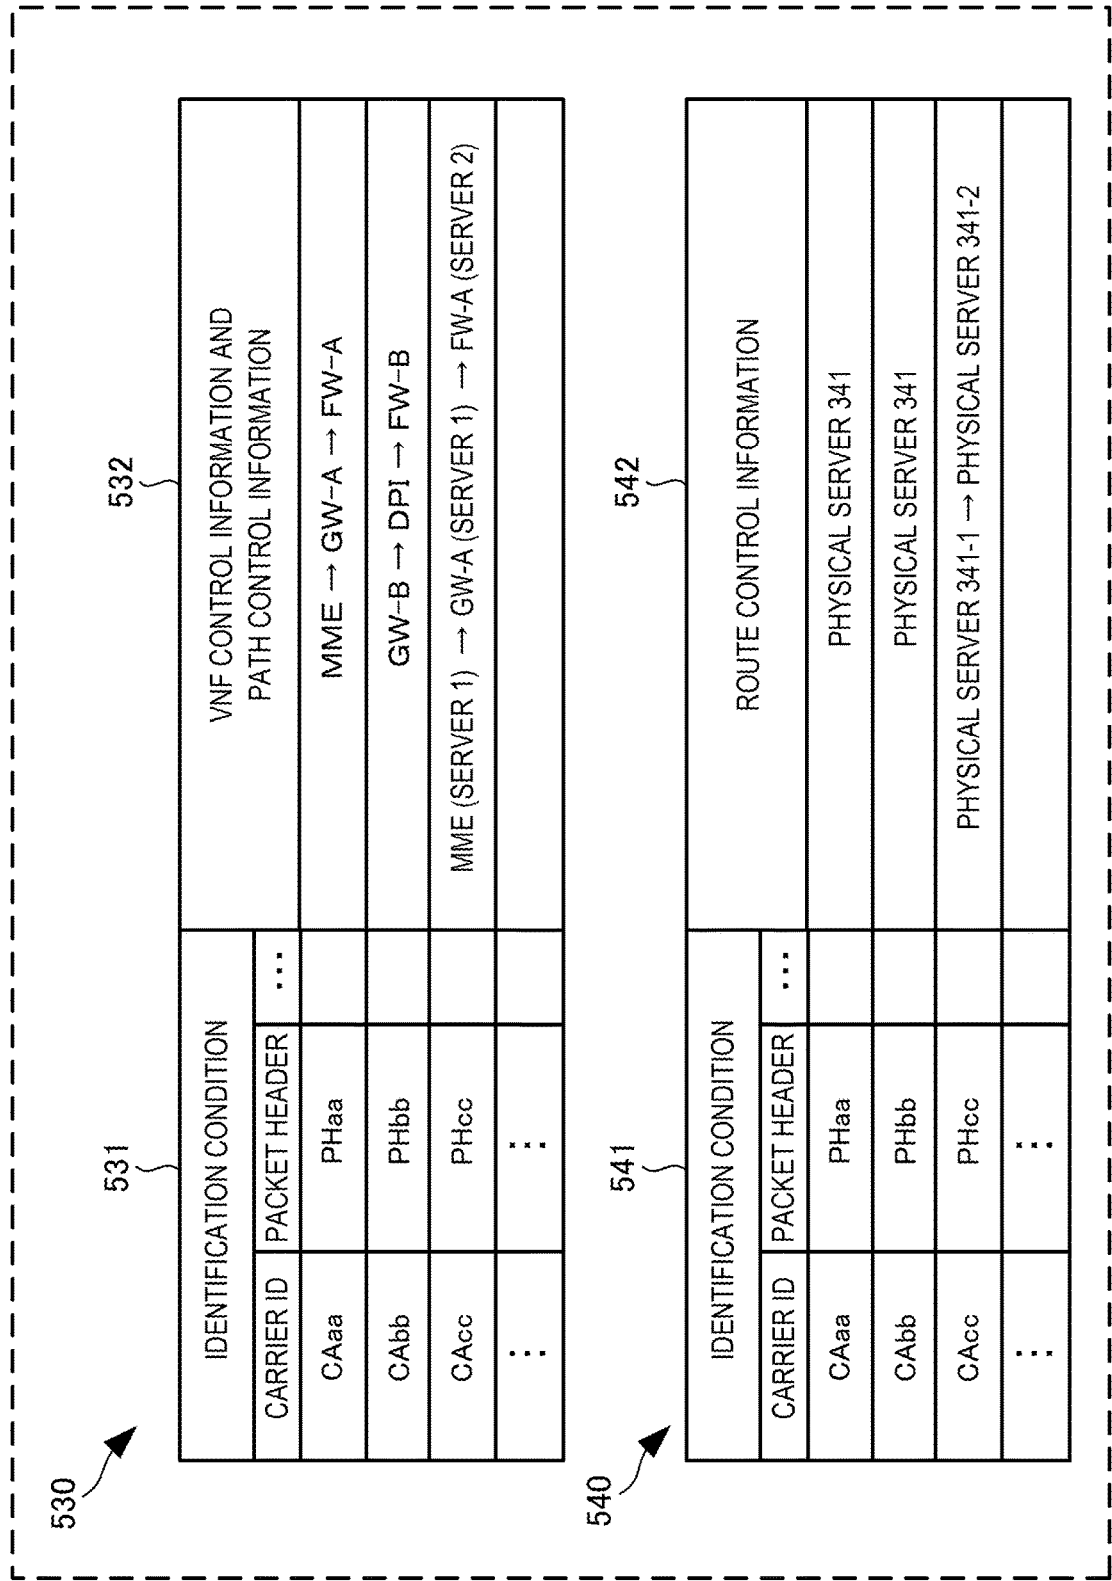 530
531
532
IDENTIFICATION CONDITION
VNF CONTROL INFORMATION AND
PATH CONTROL INFORMATION
CARRIER ID PACKET HEADER ...
CAaa PHaa MME → GW-A → FW-A
CAbb PHbb GW-B → DPI → FW-B
CAcc PHcc MME (SERVER 1) → GW-A (SERVER 1) → FW-A (SERVER 2)
⋮ ⋮
540
541
542
IDENTIFICATION CONDITION
ROUTE CONTROL INFORMATION
CARRIER ID PACKET HEADER ...
CAaa PHaa PHYSICAL SERVER 341
CAbb PHbb PHYSICAL SERVER 341
CAcc PHcc PHYSICAL SERVER 341-1 → PHYSICAL SERVER 341-2
⋮ ⋮